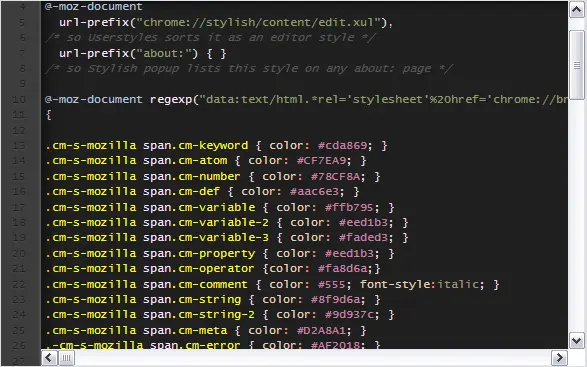 4 @-moz-document
5 url-prefix("chrome://stylish/content/edit.xul"),
6 /* so Userstyles sorts it as an editor style */
7 url-prefix("about:") { }
8 /* so Stylish popup lists this style on any about: page */
9
10 @-moz-document regexp("data:text/html.*rel='stylesheet'%20href='chrome://br
11 {
12
13 .cm-s-mozilla span.cm-keyword { color: #cda869; }
14 .cm-s-mozilla span.cm-atom { color: #CF7EA9; }
15 .cm-s-mozilla span.cm-number { color: #78CF8A; }
16 .cm-s-mozilla span.cm-def { color: #aac6e3; }
17 .cm-s-mozilla span.cm-variable { color: #ffb795; }
18 .cm-s-mozilla span.cm-variable-2 { color: #eed1b3; }
19 .cm-s-mozilla span.cm-variable-3 { color: #faded3; }
20 .cm-s-mozilla span.cm-property { color: #eed1b3; }
21 .cm-s-mozilla span.cm-operator {color: #fa8d6a;}
22 .cm-s-mozilla span.cm-comment { color: #555; font-style:italic; }
23 .cm-s-mozilla span.cm-string { color: #8f9d6a; }
24 .cm-s-mozilla span.cm-string-2 { color: #9d937c; }
25 .cm-s-mozilla span.cm-meta { color: #D2A8A1; }
26 .-cm-s-mozilla span.cm-error { color: #AF2018; }
27